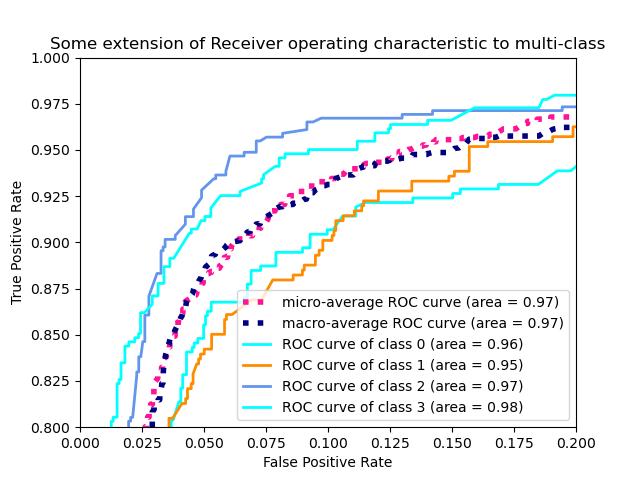 Some extension of Receiver operating characteristic to multi-class
True Positive Rate
1.000
0.975
0.950
0.925
0.900
0.875
0.850
0.825
0.800
micro-average ROC curve (area = 0.97)
macro-average ROC curve (area = 0.97)
ROC curve of class 0 (area = 0.96)
ROC curve of class 1 (area = 0.95)
ROC curve of class 2 (area = 0.97)
ROC curve of class 3 (area = 0.98)
0.000 0.025 0.050 0.075 0.100 0.125 0.150 0.175 0.200
False Positive Rate